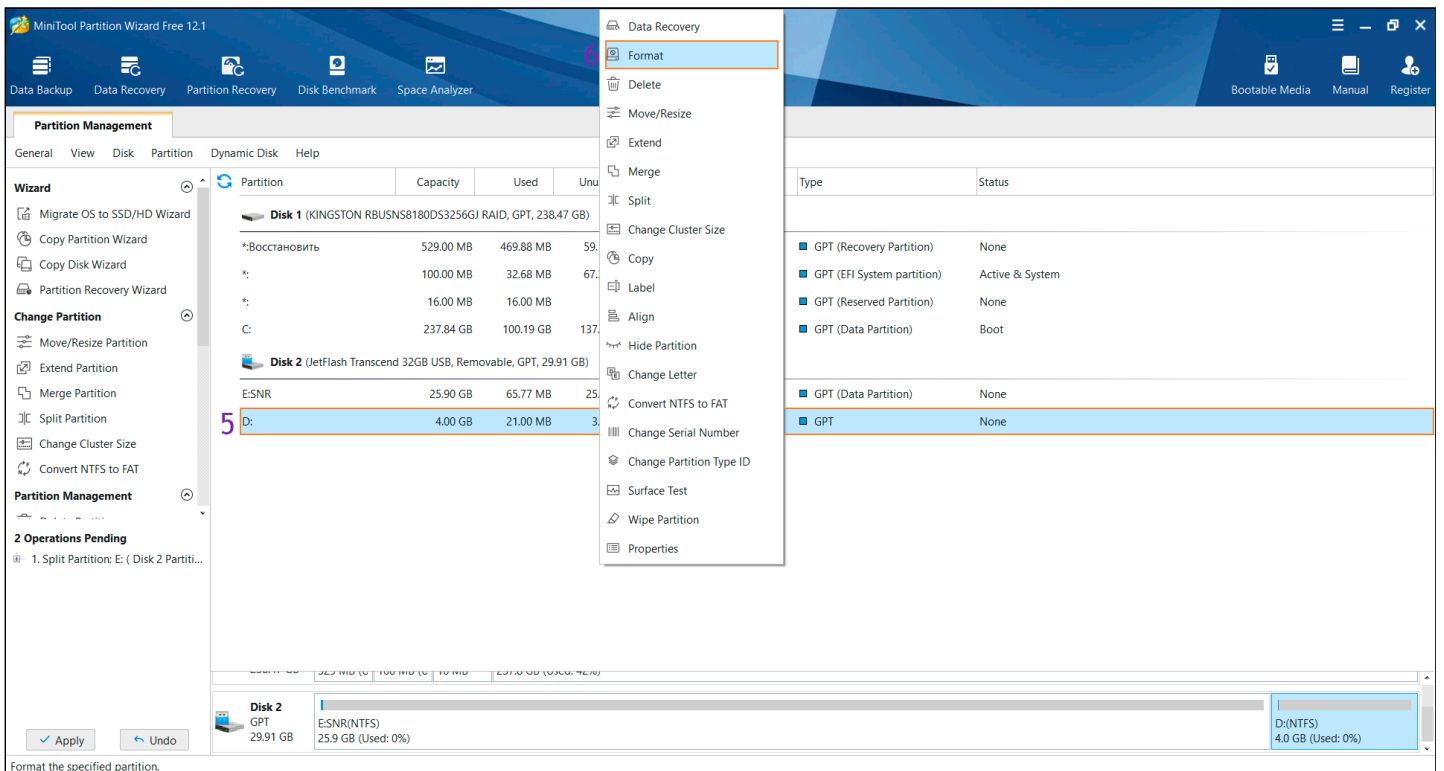 MiniTool Partition Wizard Free 12.1
Data Backup
Data Recovery
Partition Recovery
Disk Benchmark
Space Analyzer
Bootable Media
Manual
Register
Partition Management
General View Disk Partition Dynamic Disk Help
Wizard
Migrate OS to SSD/HD Wizard
Copy Partition Wizard
Copy Disk Wizard
Partition Recovery Wizard
Change Partition
Move/Resize Partition
Extend Partition
Merge Partition
Split Partition
Change Cluster Size
Convert NTFS to FAT
Partition Management
2 Operations Pending
1. Split Partition: E: ( Disk 2 Partiti...
Apply
Undo
Partition Capacity Used Unu Type Status
Disk 1 (KINGSTON RBUSNS8180DS3256GJ RAID, GPT, 238.47 GB)
*:Восстановить 529.00 MB 469.88 MB 59. GPT (Recovery Partition) None
*: 100.00 MB 32.68 MB 67. GPT (EFI System partition) Active & System
*: 16.00 MB 16.00 MB GPT (Reserved Partition) None
C: 237.84 GB 100.19 GB 137. GPT (Data Partition) Boot
Disk 2 (JetFlash Transcend 32GB USB, Removable, GPT, 29.91 GB)
E:SNR 25.90 GB 65.77 MB 25. GPT (Data Partition) None
5 D: 4.00 GB 21.00 MB 3. GPT None
Data Recovery
6 Format
Delete
Move/Resize
Extend
Merge
Split
Change Cluster Size
Copy
Label
Align
Hide Partition
Change Letter
Convert NTFS to FAT
Change Serial Number
Change Partition Type ID
Surface Test
Wipe Partition
Properties
Disk 2
GPT
29.91 GB
E:SNR(NTFS)
25.9 GB (Used: 0%)
D:(NTFS)
4.0 GB (Used: 0%)
Format the specified partition.